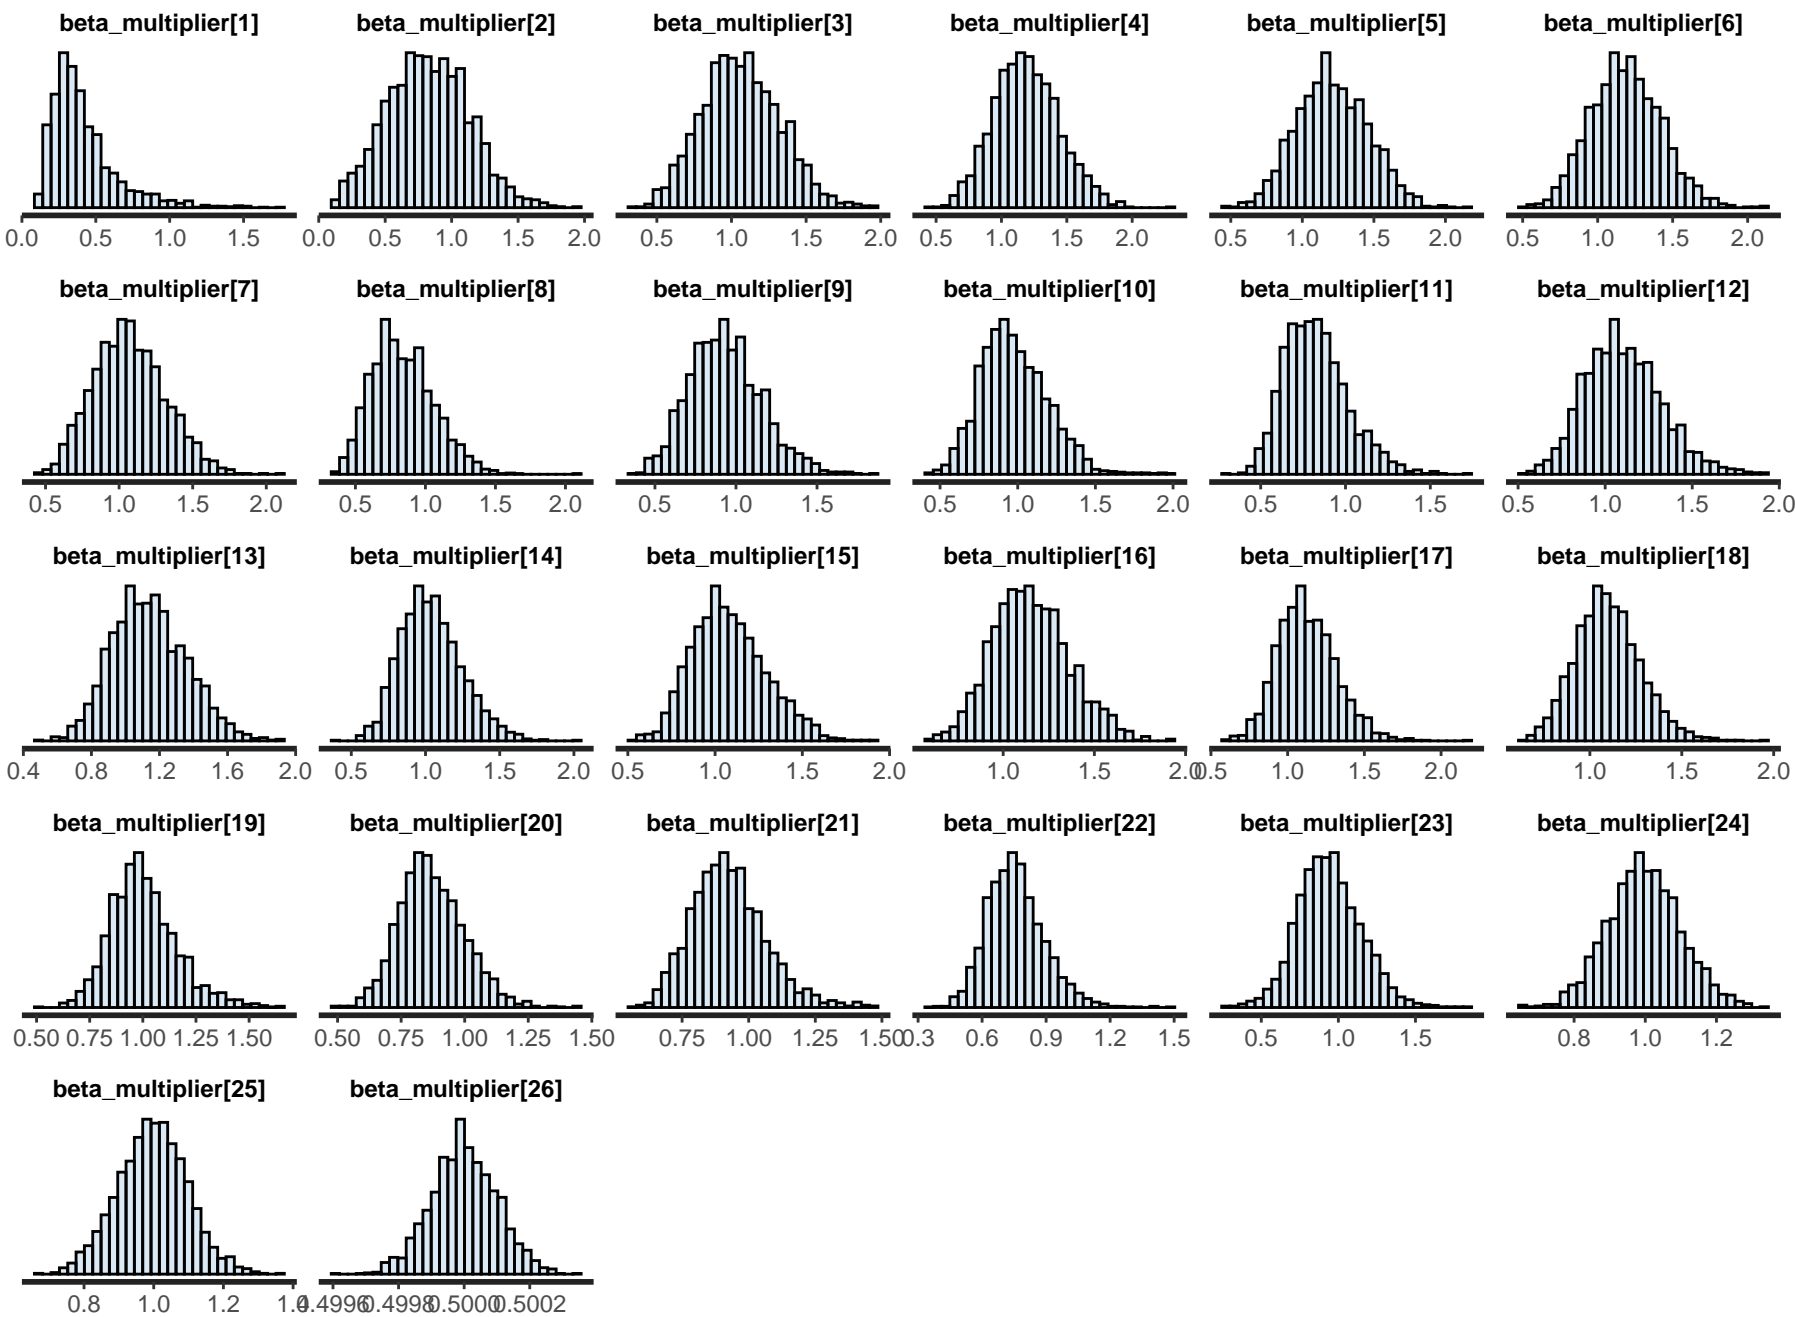 beta_multiplier[1] beta_multiplier[2] beta_multiplier[3] beta_multiplier[4] beta_multiplier[5] beta_multiplier[6]
0.0 0.5 1.0 1.5 0.0 0.5 1.0 1.5 2.0 0.5 1.0 1.5 2.0 0.5 1.0 1.5 2.0 0.5 1.0 1.5 2.0 0.5 1.0 1.5 2.0
beta_multiplier[7] beta_multiplier[8] beta_multiplier[9] beta_multiplier[10] beta_multiplier[11] beta_multiplier[12]
0.5 1.0 1.5 2.0 0.5 1.0 1.5 2.0 0.5 1.0 1.5 0.5 1.0 1.5 2.0 0.5 1.0 1.5 0.5 1.0 1.5 2.0
beta_multiplier[13] beta_multiplier[14] beta_multiplier[15] beta_multiplier[16] beta_multiplier[17] beta_multiplier[18]
0.4 0.8 1.2 1.6 2.0 0.5 1.0 1.5 2.0 0.5 1.0 1.5 2.0 1.0 1.5 2.0 0.5 1.0 1.5 2.0 1.0 1.5 2.0
beta_multiplier[19] beta_multiplier[20] beta_multiplier[21] beta_multiplier[22] beta_multiplier[23] beta_multiplier[24]
0.50 0.75 1.00 1.25 1.50 0.50 0.75 1.00 1.25 1.50 0.75 1.00 1.25 1.50 0.3 0.6 0.9 1.2 1.5 0.5 1.0 1.5 0.8 1.0 1.2
beta_multiplier[25] beta_multiplier[26]
0.8 1.0 1.2 1.4 0.4996 0.4998 0.5000 0.5002